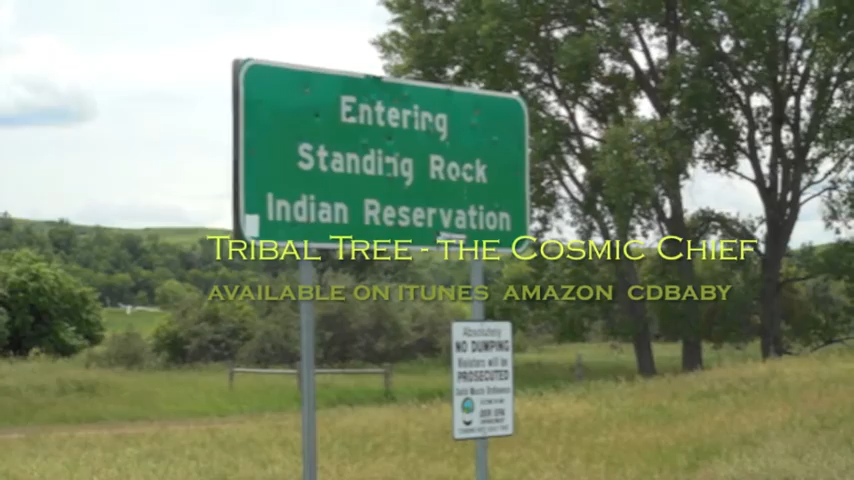 Entering
Standing Rock
Indian Reservation
TRIBAL TREE - THE COSMIC CHIEF
AVAILABLE ON ITUNES AMAZON CDBABY
Absolutely
NO DUMPING
Violators will be
PROSECUTED